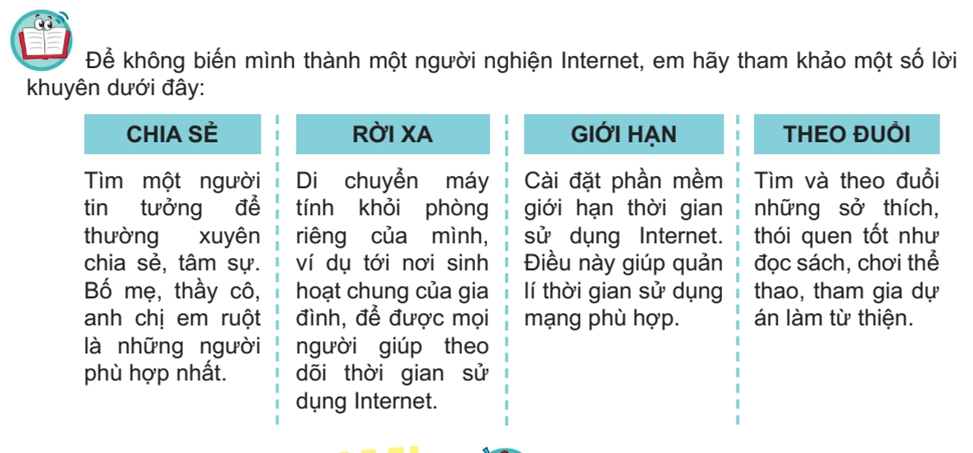 Để không biến mình thành một người nghiện Internet, em hãy tham khảo một số lời
khuyên dưới đây:
CHIA SẺ
Tìm một người
tin tưởng để
thường xuyên
chia sẻ, tâm sự.
Bố mẹ, thầy cô,
anh chị em ruột
là những người
phù hợp nhất.
RỜI XA
Di chuyển máy
tính khỏi phòng
riêng của mình,
ví dụ tới nơi sinh
hoạt chung của gia
đình, để được mọi
người giúp theo
dõi thời gian sử
dụng Internet.
GIỚI HẠN
Cài đặt phần mềm
giới hạn thời gian
sử dụng Internet.
Điều này giúp quản
lí thời gian sử dụng
mạng phù hợp.
THEO ĐUỔI
Tìm và theo đuổi
những sở thích,
thói quen tốt như
đọc sách, chơi thể
thao, tham gia dự
án làm từ thiện.